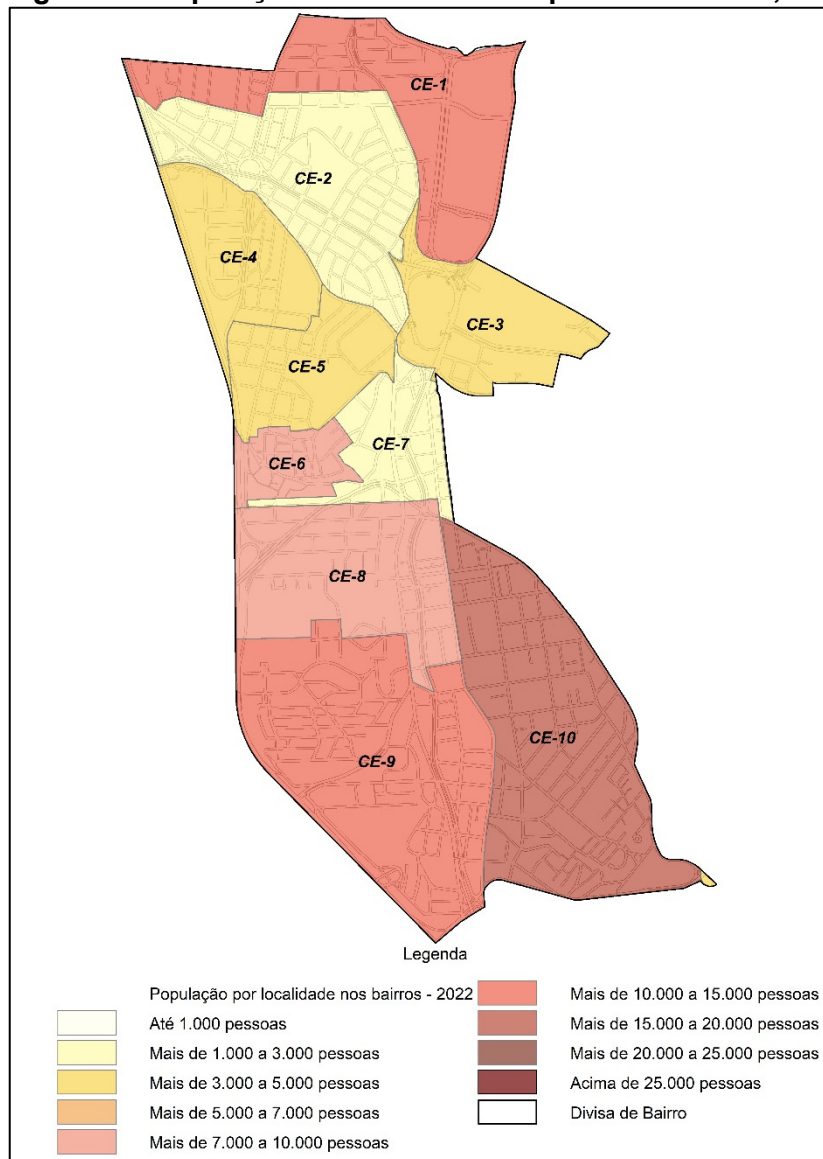 CE-1
CE-2
CE-4
CE-3
CE-5
CE-7
CE-6
CE-8
CE-10
CE-9
Legenda
População por localidade nos bairros - 2022
Até 1.000 pessoas
Mais de 1.000 a 3.000 pessoas
Mais de 3.000 a 5.000 pessoas
Mais de 5.000 a 7.000 pessoas
Mais de 7.000 a 10.000 pessoas
Mais de 10.000 a 15.000 pessoas
Mais de 15.000 a 20.000 pessoas
Mais de 20.000 a 25.000 pessoas
Acima de 25.000 pessoas
Divisa de Bairro